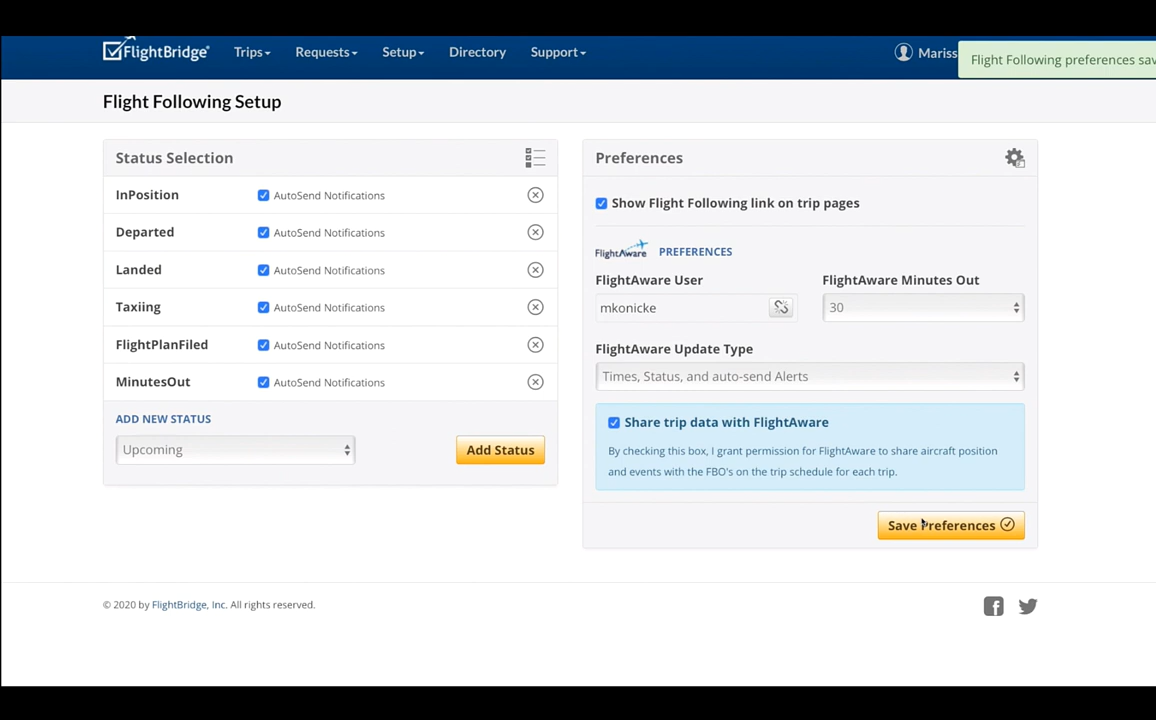 FlightBridge
Trips
Requests
Setup
Directory
Support
Mariss
Flight Following preferences sav
Flight Following Setup
Status Selection
InPosition
AutoSend Notifications
Departed
AutoSend Notifications
Landed
AutoSend Notifications
Taxiing
AutoSend Notifications
FlightPlanFiled
AutoSend Notifications
MinutesOut
AutoSend Notifications
ADD NEW STATUS
Upcoming
Add Status
Preferences
Show Flight Following link on trip pages
FlightAware
PREFERENCES
FlightAware User
FlightAware Minutes Out
mkonicke
30
FlightAware Update Type
Times, Status, and auto-send Alerts
Share trip data with FlightAware
By checking this box, I grant permission for FlightAware to share aircraft position
and events with the FBO's on the trip schedule for each trip.
Save Preferences
© 2020 by FlightBridge, Inc. All rights reserved.